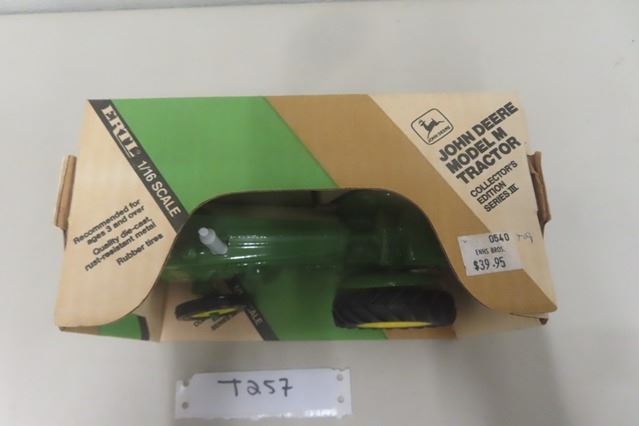 ERTL 1/16 SCALE
Recommended for
ages 3 and over
Quality die-cast,
rust-resistant metal
Rubber tires
JOHN DEERE
JOHN DEERE
MODEL M
TRACTOR
COLLECTOR'S
EDITION
SERIES III
0540
ENNS BROS.
$39.95
SCALE
T257